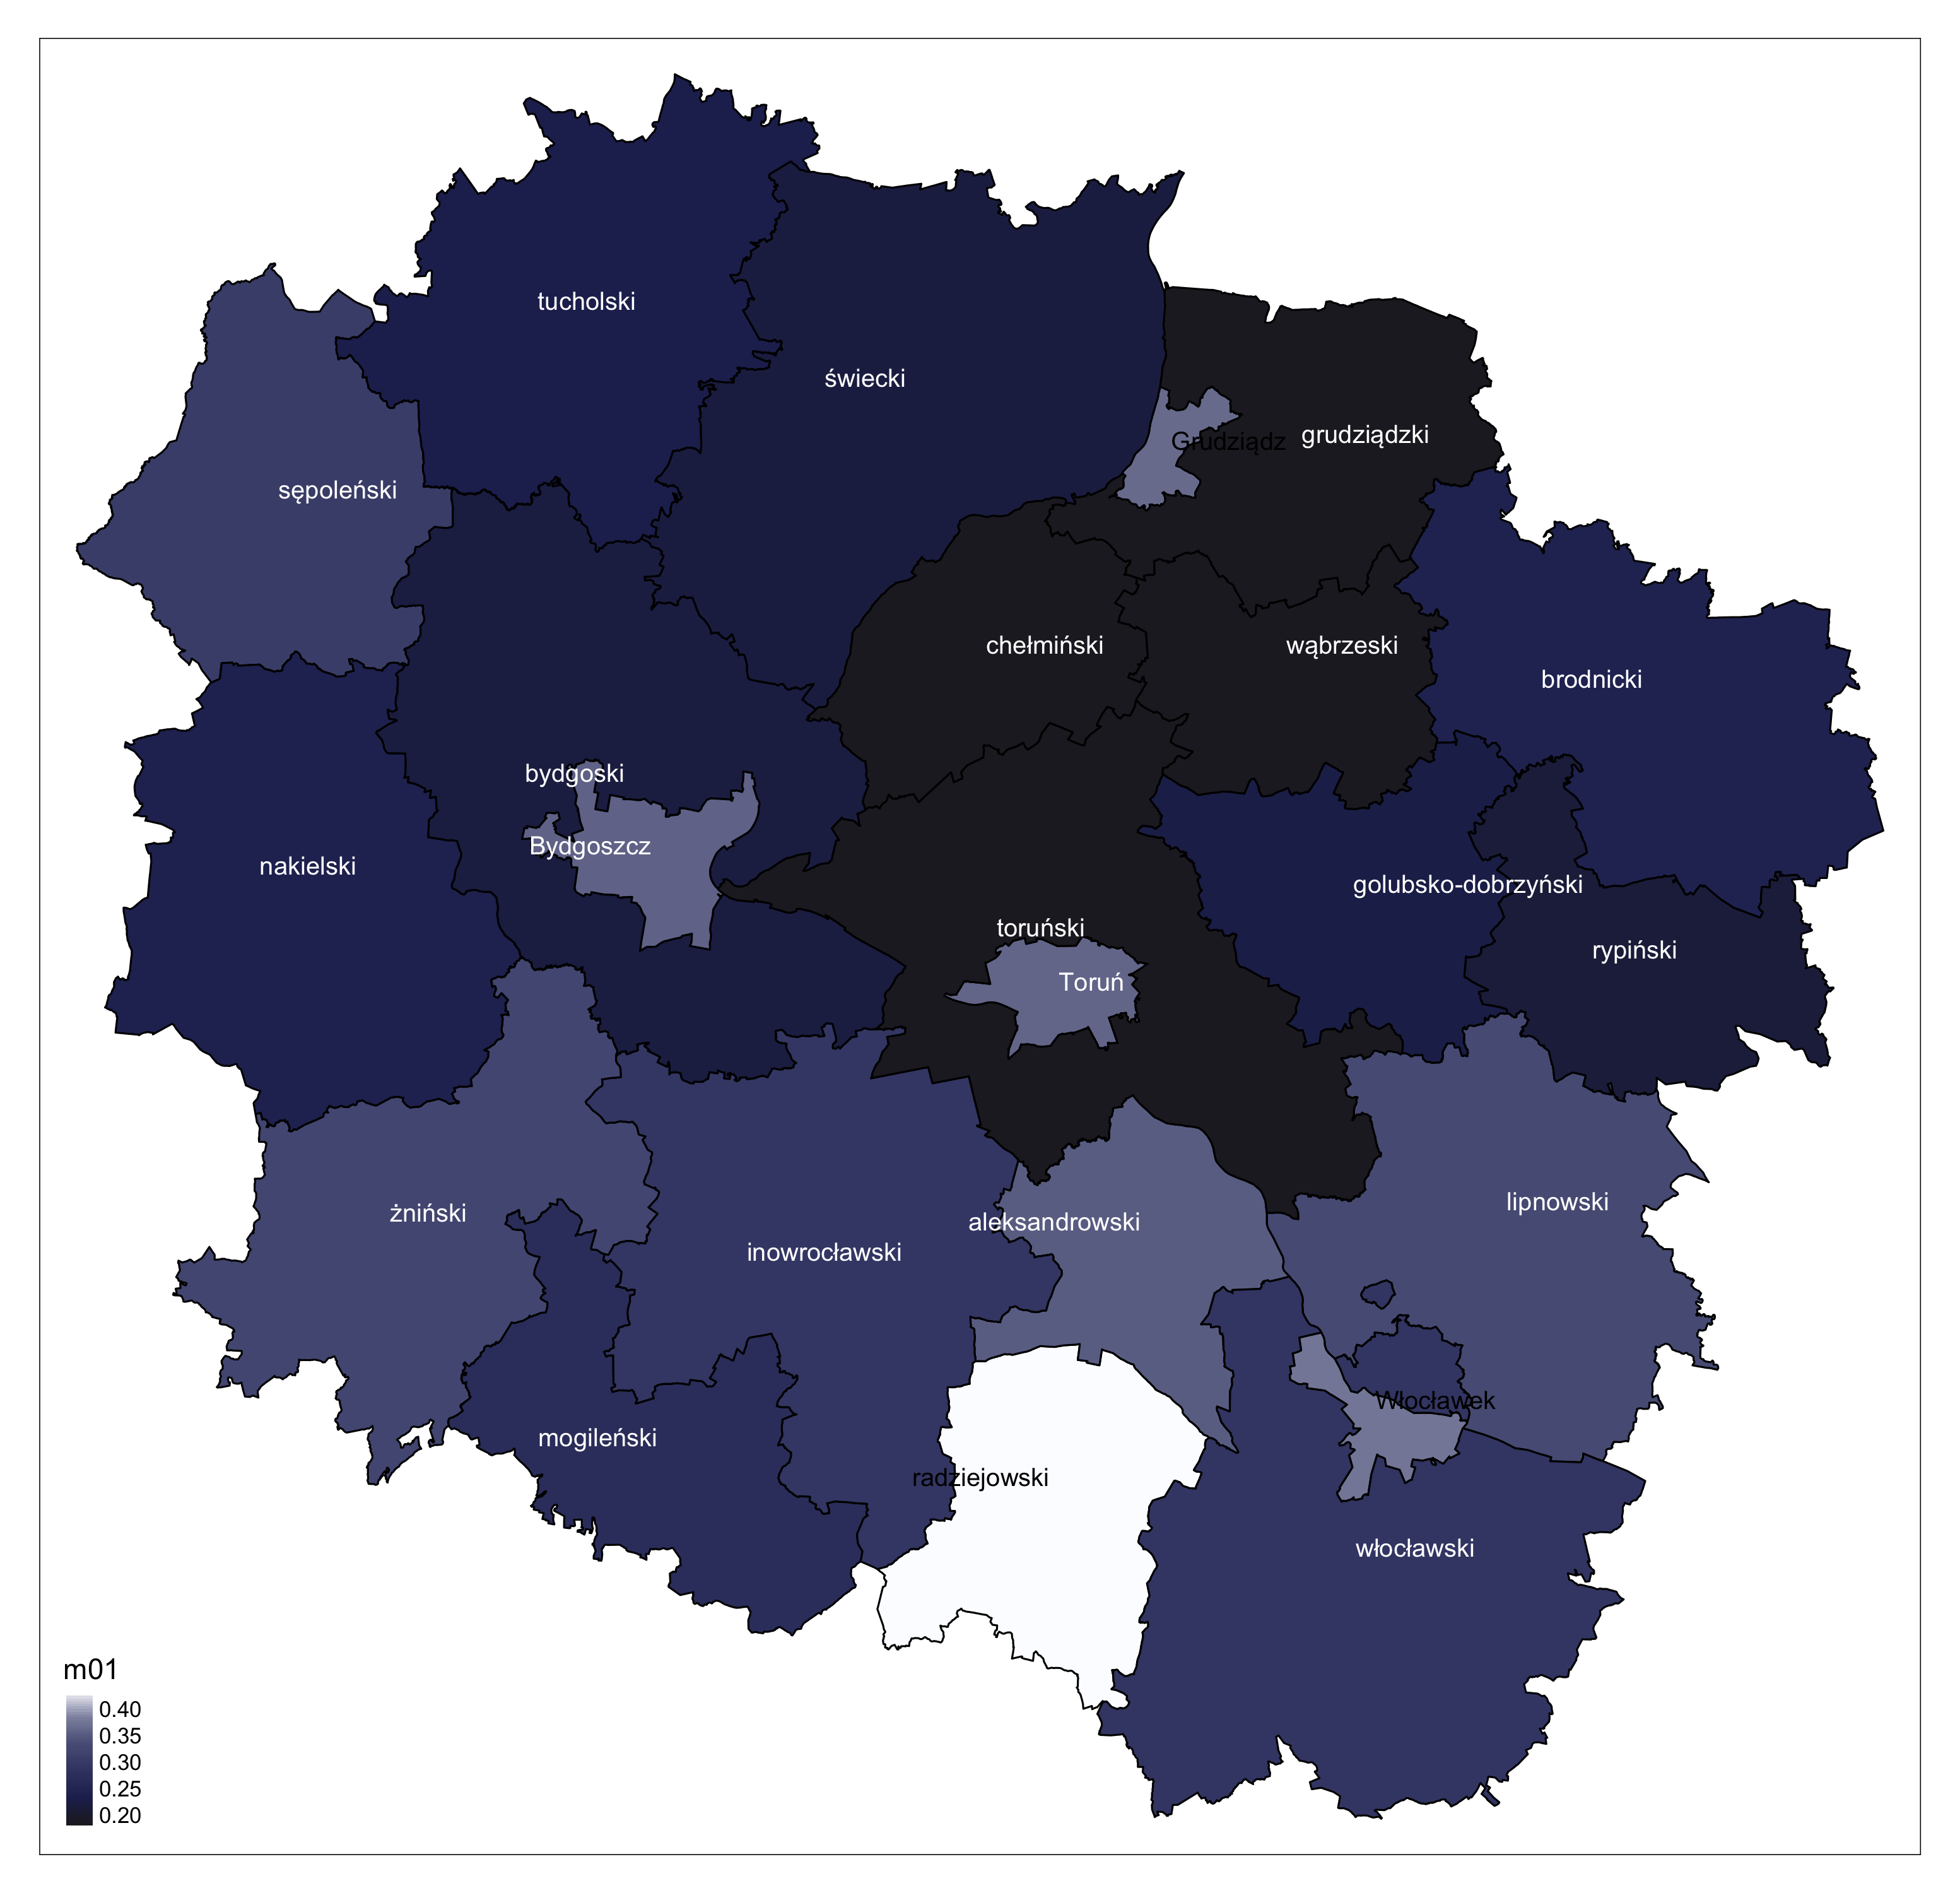 tucholski
świecki
grudziądzki
Grudziądz
sępoleński
chełmiński
wąbrzeski
brodnicki
bydgoski
Bydgoszcz
nakielski
golubsko-dobrzyński
toruński
rypiński
Toruń
lipnowski
żniński
aleksandrowski
inowrocławski
Włocławek
mogileński
radziejowski
włocławski
m01
0.40
0.35
0.30
0.25
0.20